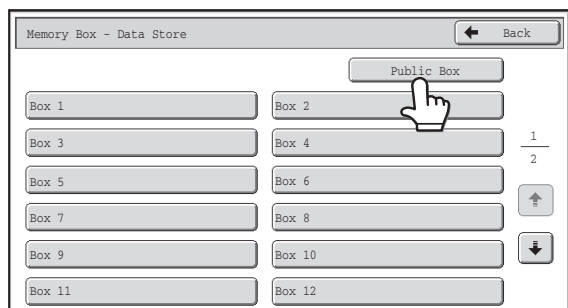 Memory Box - Data Store
Back
Public Box
Box 1
Box 2
Box 3
Box 4
1
2
Box 5
Box 6
Box 7
Box 8
Box 9
Box 10
Box 11
Box 12